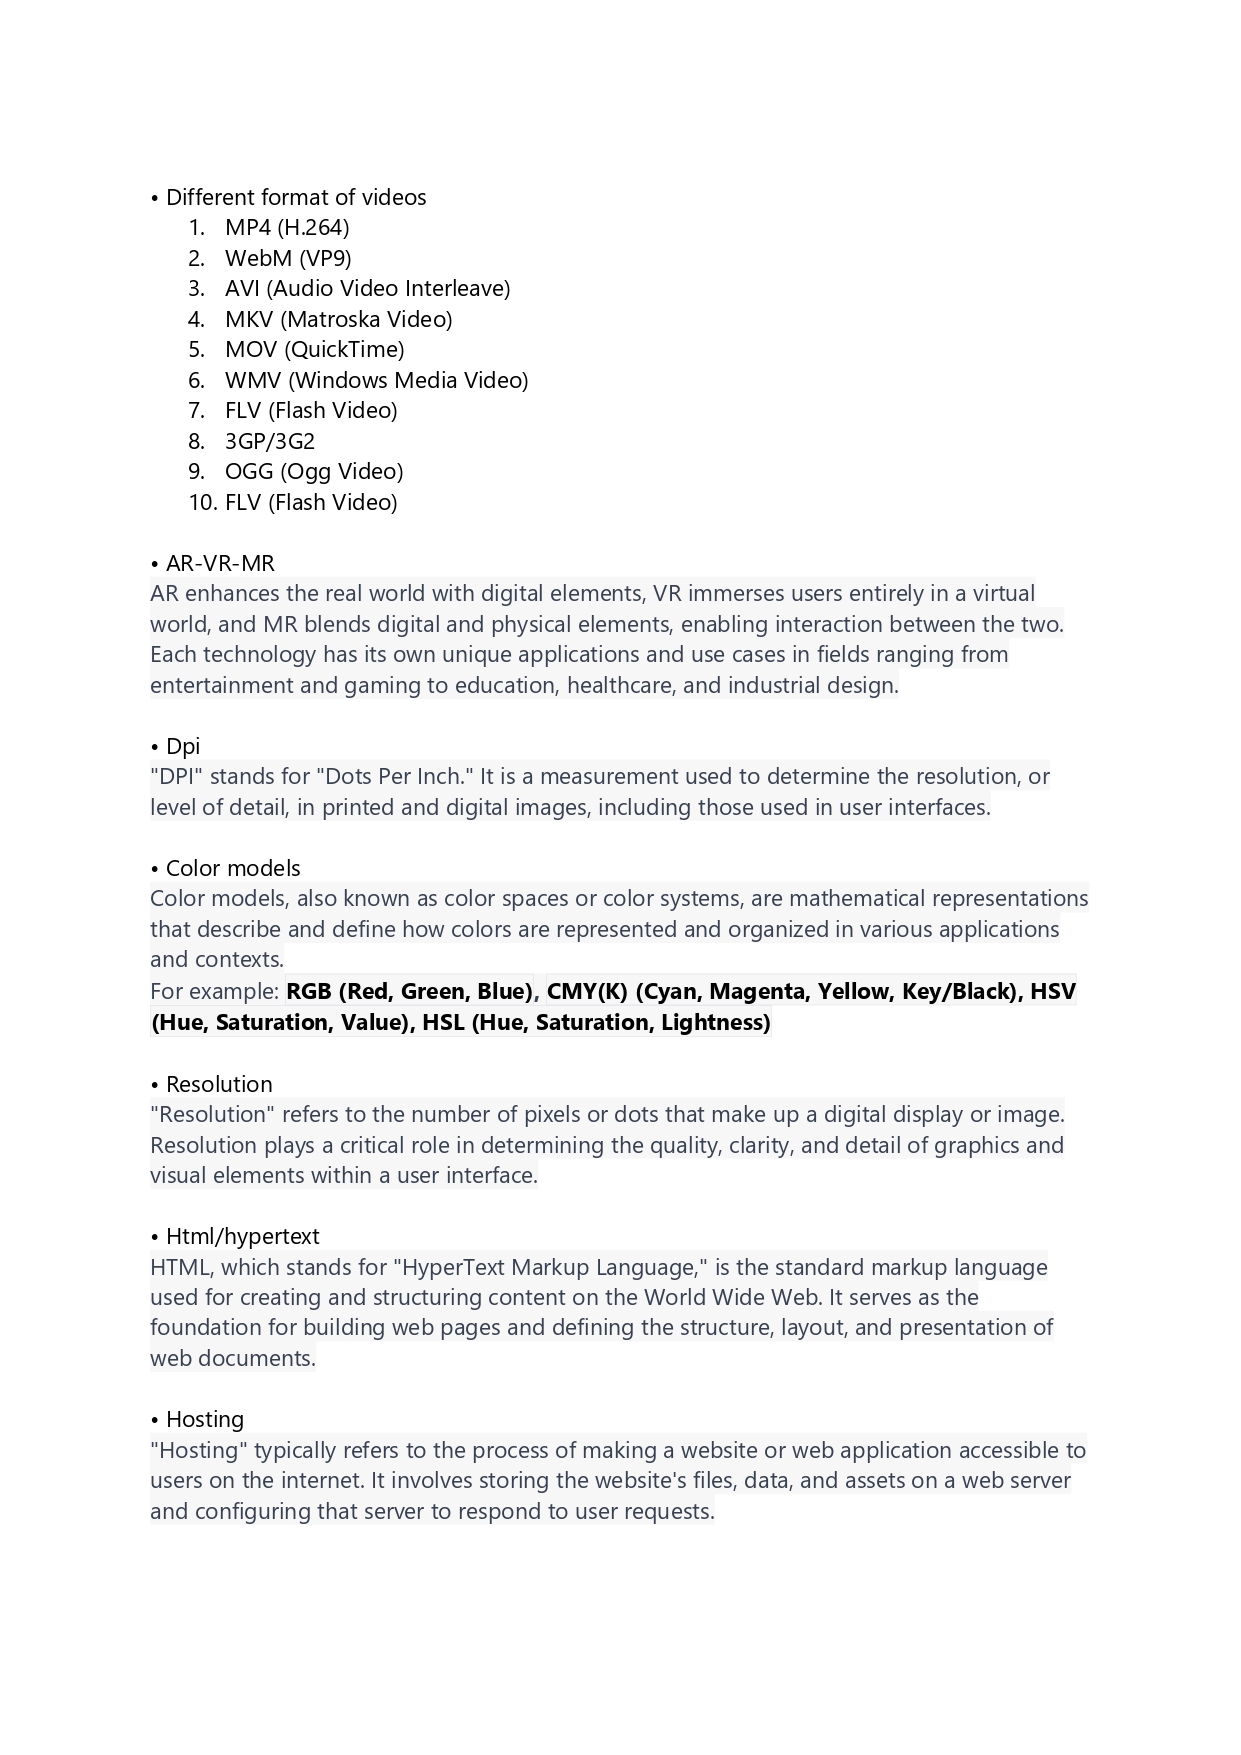 • Different format of videos
1. MP4 (H.264)
2. WebM (VP9)
3. AVI (Audio Video Interleave)
4. MKV (Matroska Video)
5. MOV (QuickTime)
6. WMV (Windows Media Video)
7. FLV (Flash Video)
8. 3GP/3G2
9. OGG (Ogg Video)
10. FLV (Flash Video)
• AR-VR-MR
AR enhances the real world with digital elements, VR immerses users entirely in a virtual
world, and MR blends digital and physical elements, enabling interaction between the two.
Each technology has its own unique applications and use cases in fields ranging from
entertainment and gaming to education, healthcare, and industrial design.
• Dpi
"DPI" stands for "Dots Per Inch." It is a measurement used to determine the resolution, or
level of detail, in printed and digital images, including those used in user interfaces.
• Color models
Color models, also known as color spaces or color systems, are mathematical representations
that describe and define how colors are represented and organized in various applications
and contexts.
For example: RGB (Red, Green, Blue), CMY(K) (Cyan, Magenta, Yellow, Key/Black), HSV
(Hue, Saturation, Value), HSL (Hue, Saturation, Lightness)
• Resolution
"Resolution" refers to the number of pixels or dots that make up a digital display or image.
Resolution plays a critical role in determining the quality, clarity, and detail of graphics and
visual elements within a user interface.
• Html/hypertext
HTML, which stands for "HyperText Markup Language," is the standard markup language
used for creating and structuring content on the World Wide Web. It serves as the
foundation for building web pages and defining the structure, layout, and presentation of
web documents.
• Hosting
"Hosting" typically refers to the process of making a website or web application accessible to
users on the internet. It involves storing the website's files, data, and assets on a web server
and configuring that server to respond to user requests.